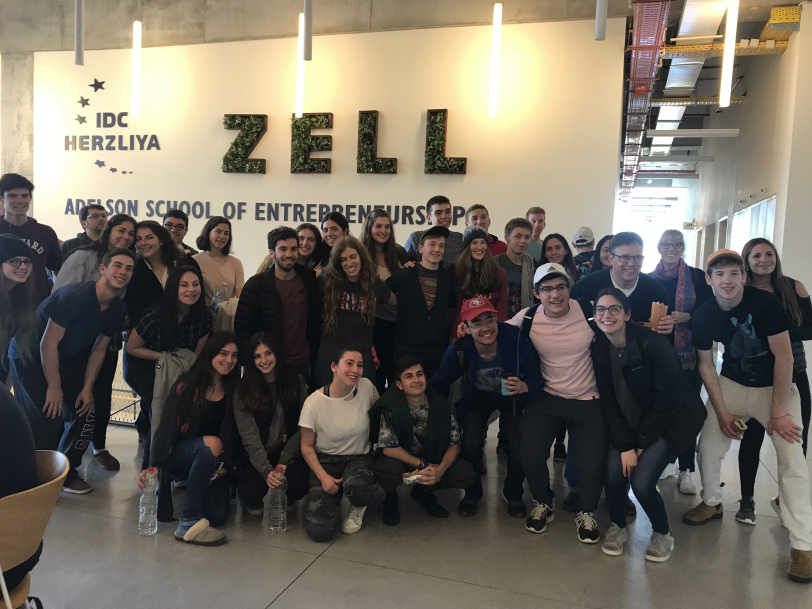 IDC
HERZLIYA
ZELL
ADELSON SCHOOL OF ENTREPRENEURSHIP